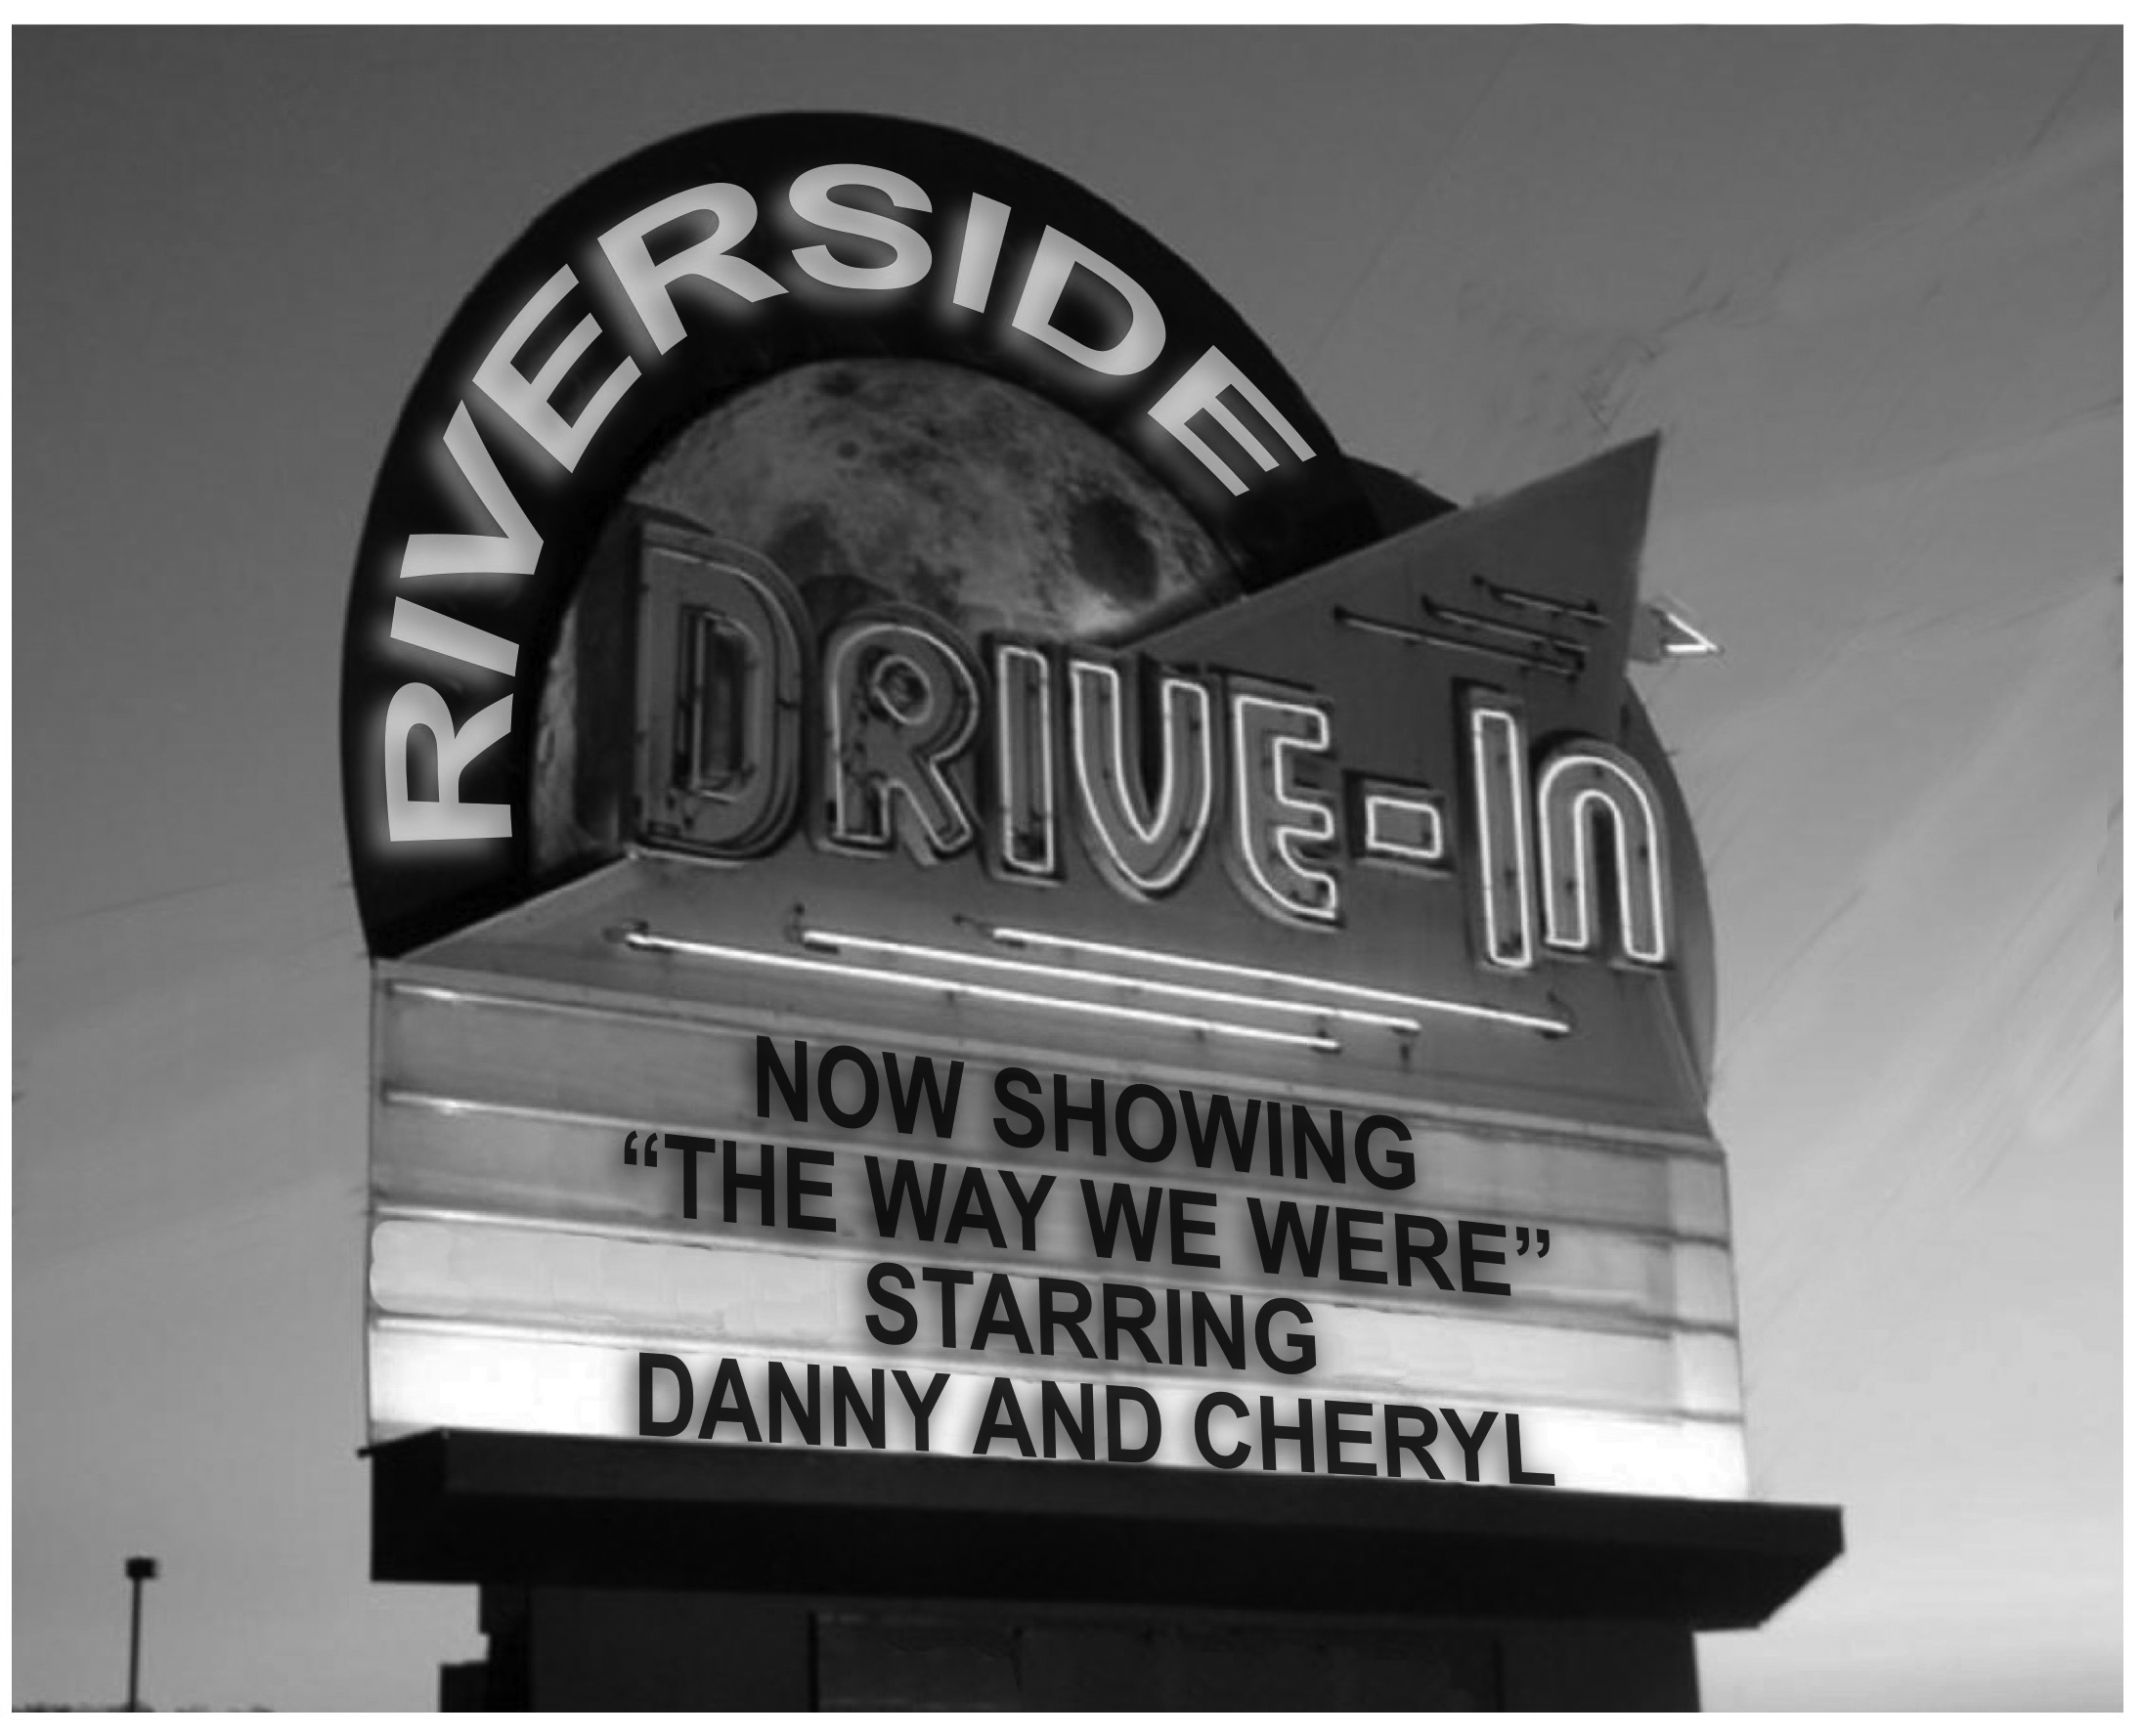 RIVERSIDE
DRIVE-In
NOW SHOWING
“THE WAY WE WERE”
STARRING
DANNY AND CHERYL